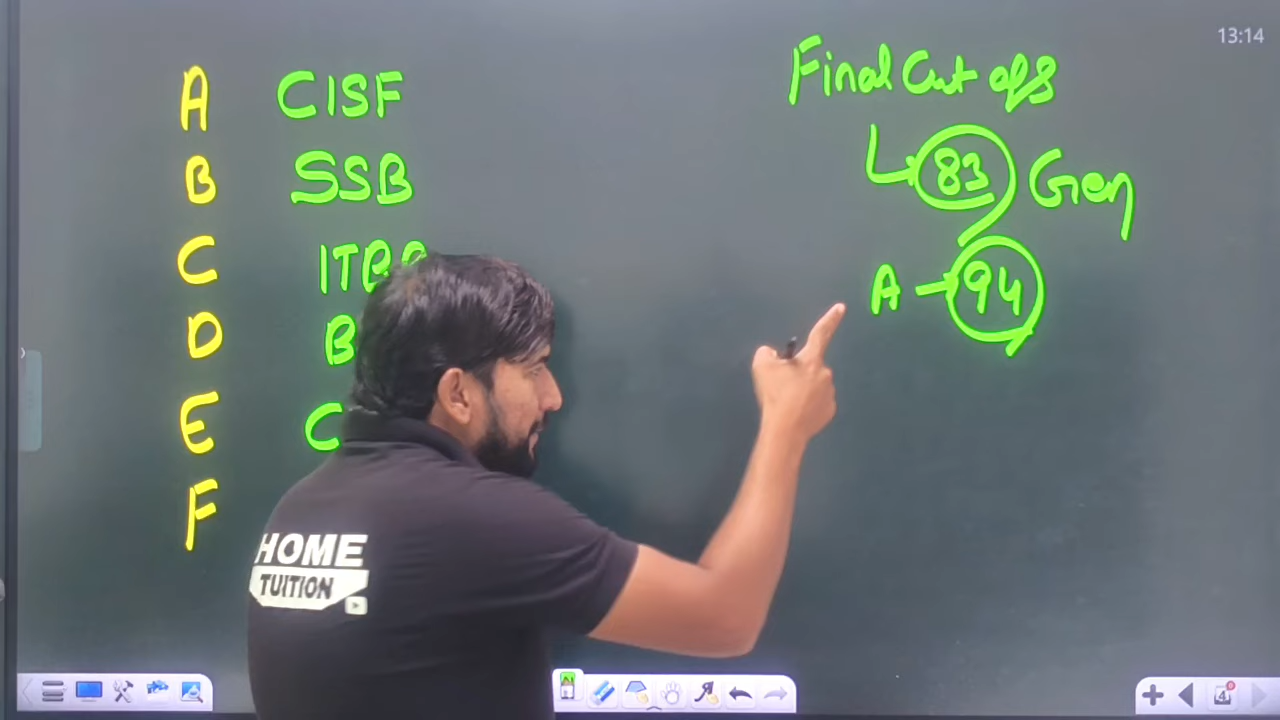 13:14
A CISF
B SSB
C
D
E
F
Final Cut offs
83 Gen
A → 94
HOME
TUITION